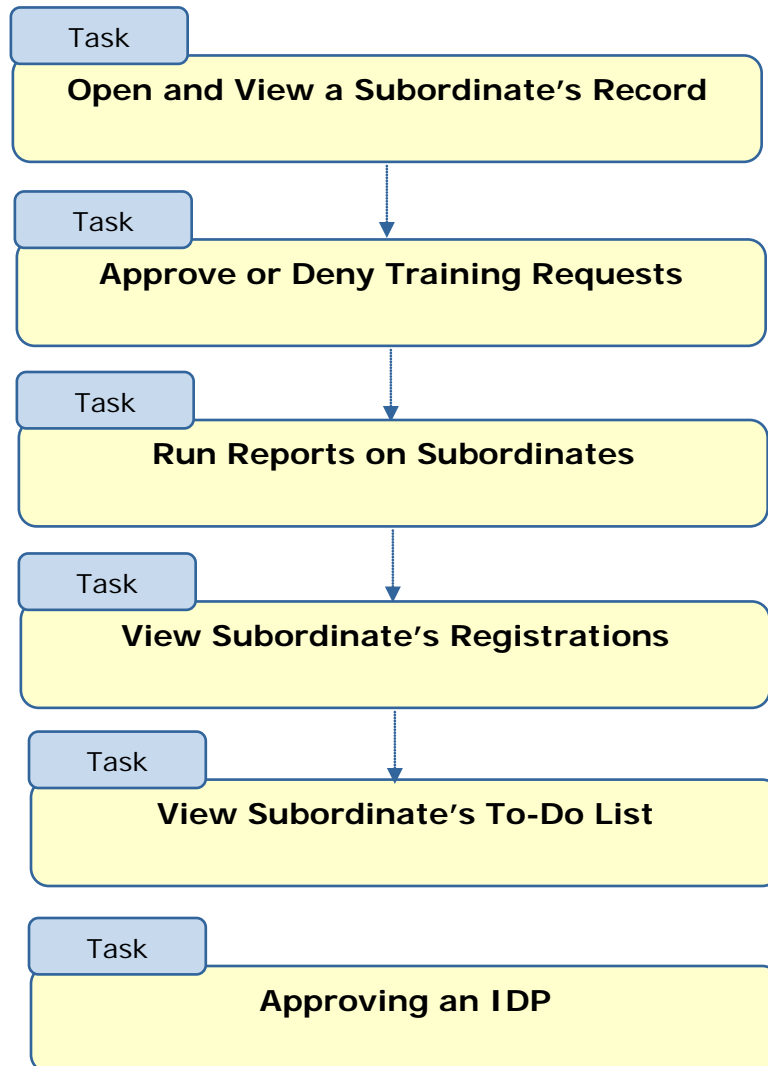 Task
Open and View a Subordinate's Record
Task
Approve or Deny Training Requests
Task
Run Reports on Subordinates
Task
View Subordinate's Registrations
Task
View Subordinate's To-Do List
Task
Approving an IDP